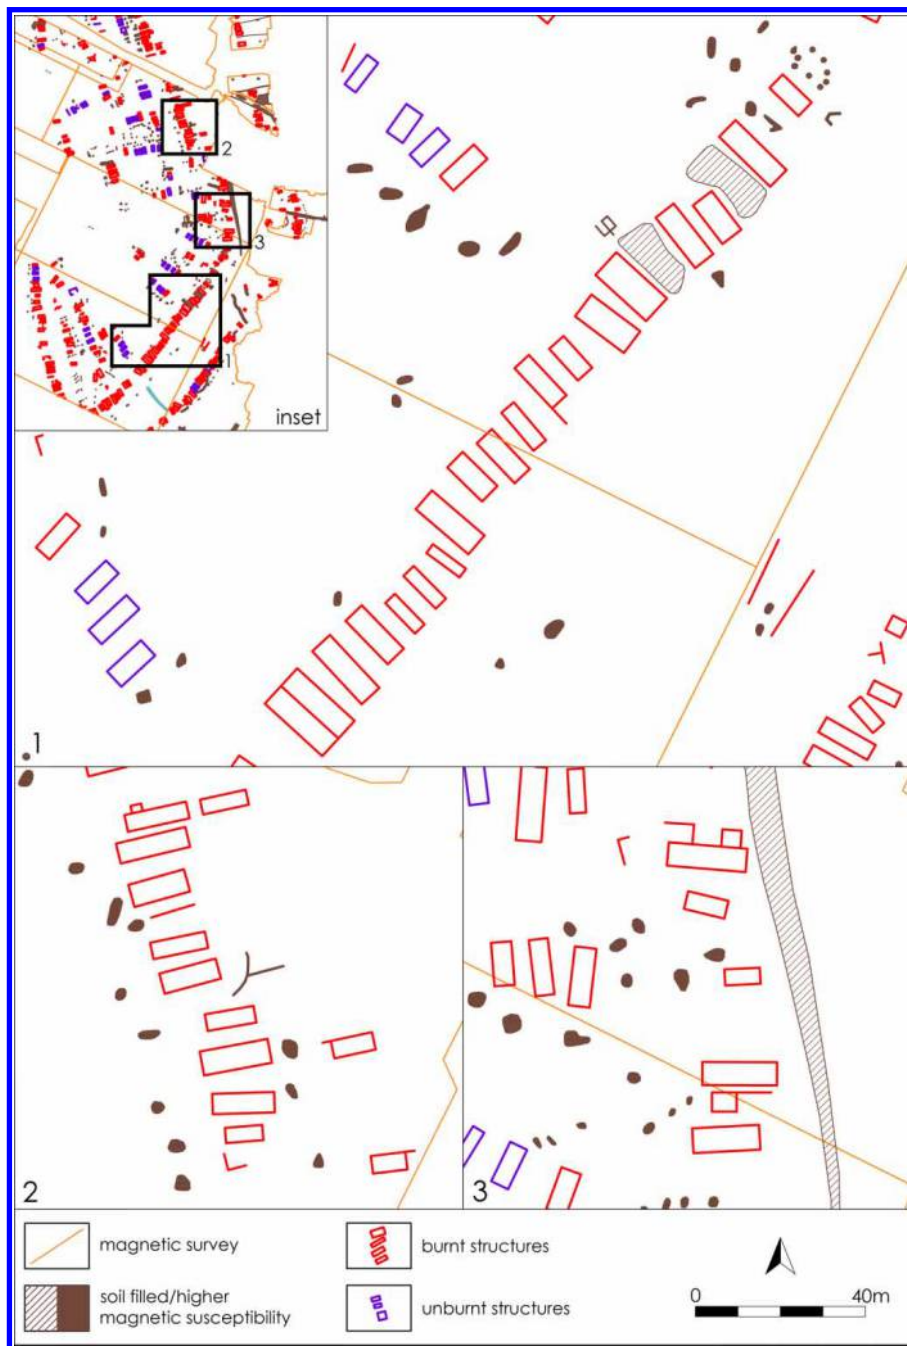 2
3
1
inset
1
2
3
magnetic survey
burnt structures
soil filled/higher
magnetic susceptibility
unburnt structures
0
40m